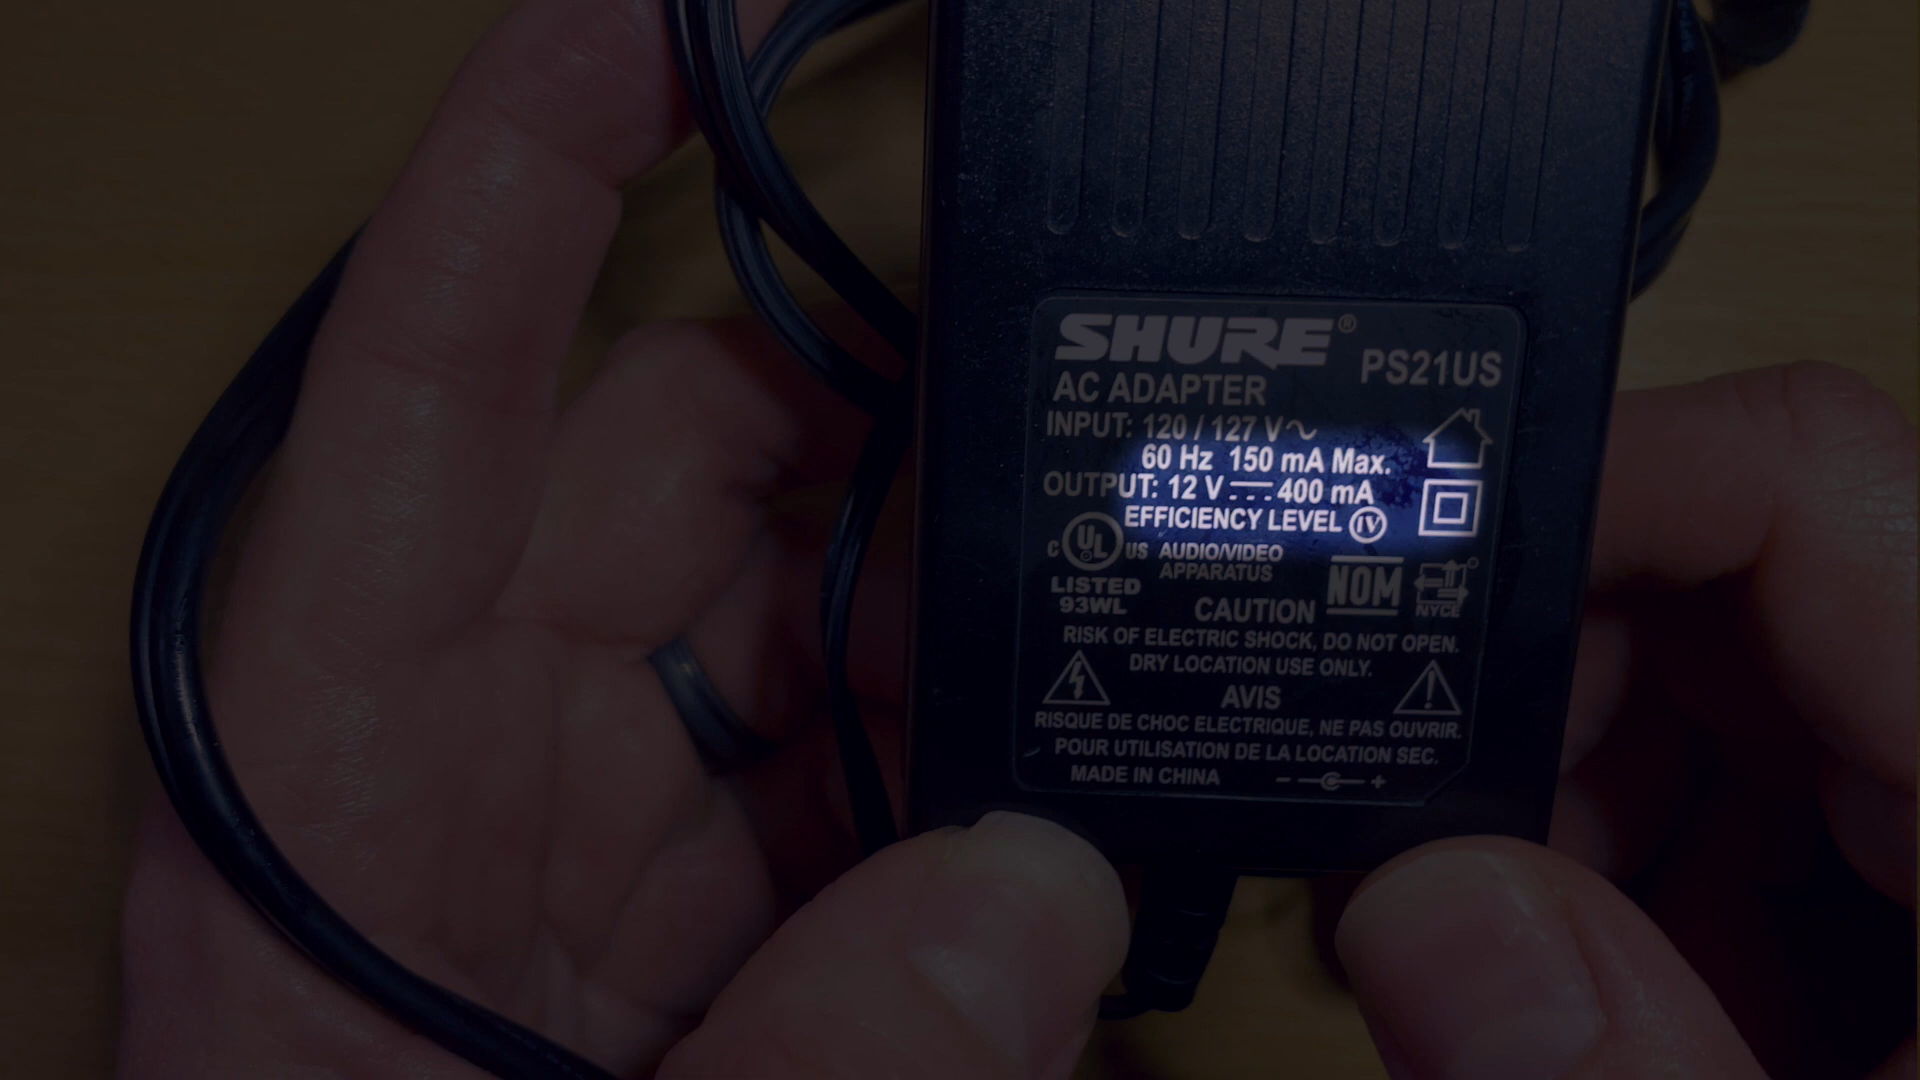 SHURE® PS21US
AC ADAPTER
INPUT: 120 / 127 V~
60 Hz 150 mA Max.
OUTPUT: 12 V ⎓ 400 mA
EFFICIENCY LEVEL IV
C UL US AUDIO/VIDEO
APPARATUS
LISTED
93WL
NOM
NYCE
CAUTION
RISK OF ELECTRIC SHOCK, DO NOT OPEN.
DRY LOCATION USE ONLY.
AVIS
RISQUE DE CHOC ELECTRIQUE, NE PAS OUVRIR.
POUR UTILISATION DE LA LOCATION SEC.
MADE IN CHINA - +